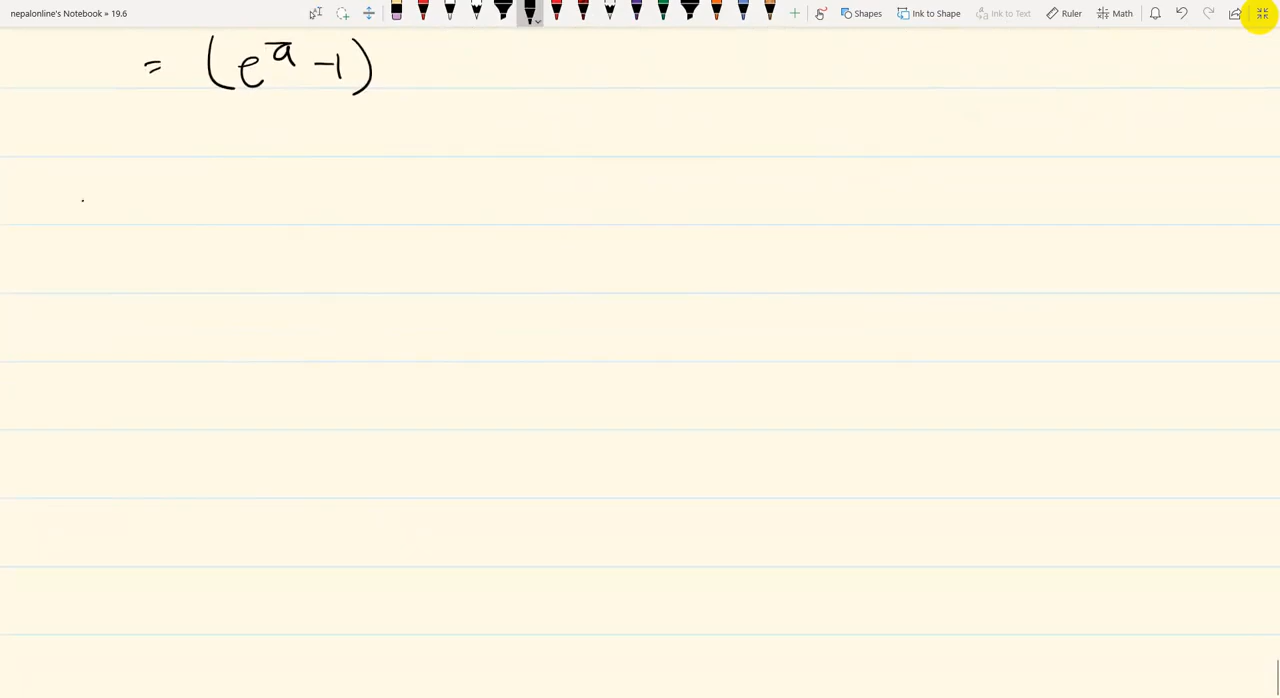 nepalonline's Notebook » 19.6 Shapes Ink to Shape Ink to Text Ruler Math
= (e^{-a} - 1)